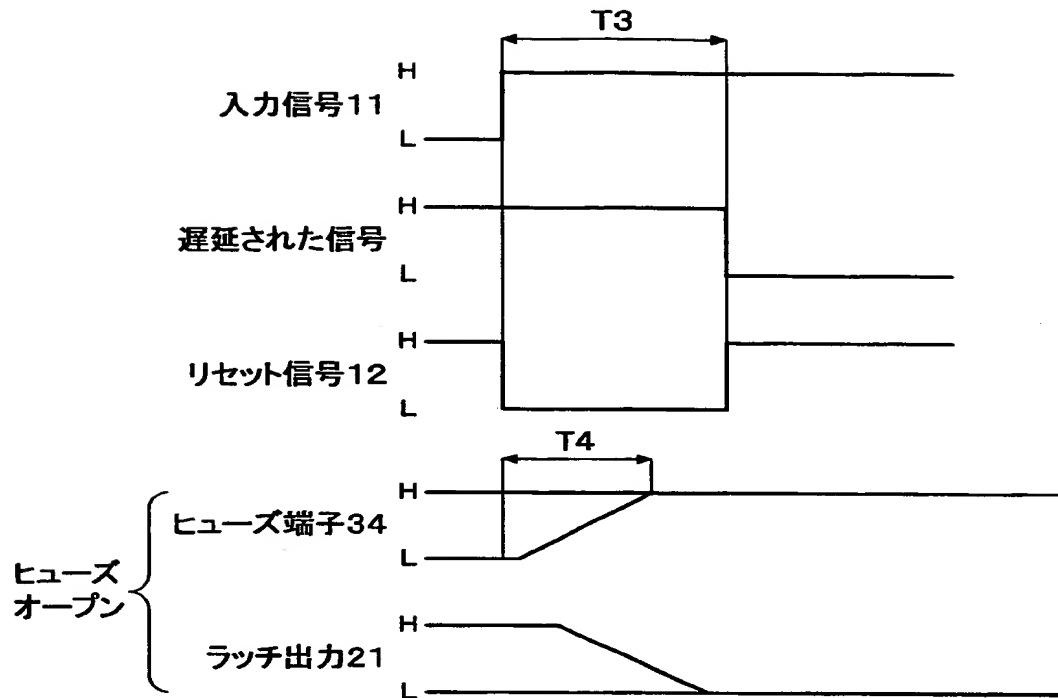 T3
H
入力信号11
L
H
遅延された信号
L
H
リセット信号12
L
T4
H
ヒューズ端子34
L
ヒューズ
オープン
H
ラッチ出力21
L